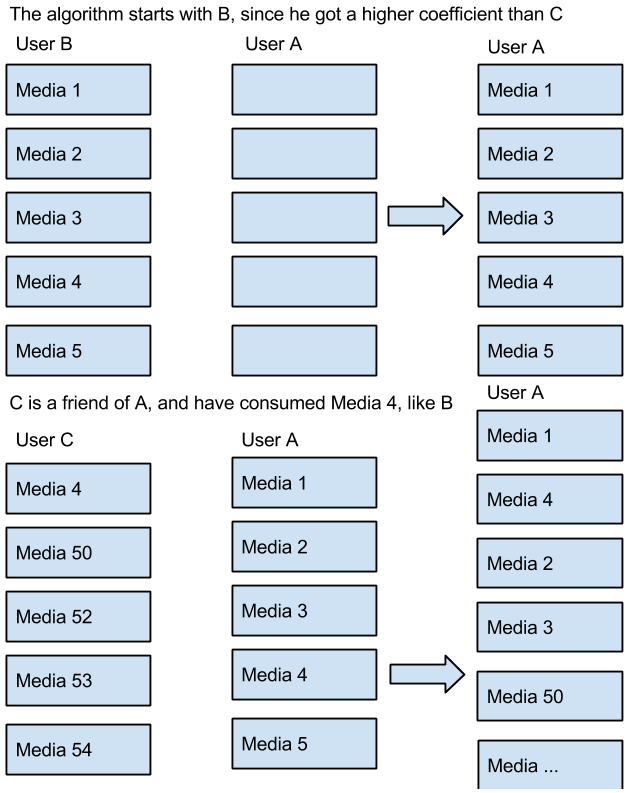 The algorithm starts with B, since he got a higher coefficient than C
User B
Media 1
Media 2
Media 3
Media 4
Media 5
User A
User A
Media 1
Media 2
Media 3
Media 4
Media 5
C is a friend of A, and have consumed Media 4, like B
User C
Media 4
Media 50
Media 52
Media 53
Media 54
User A
Media 1
Media 2
Media 3
Media 4
Media 5
User A
Media 1
Media 4
Media 2
Media 3
Media 50
Media ...